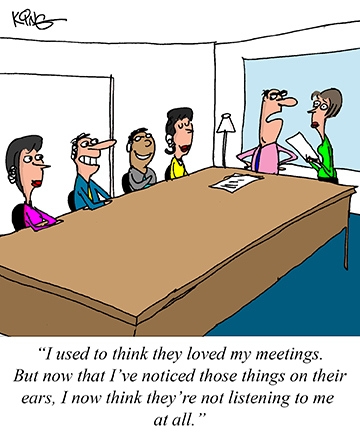 “I used to think they loved my meetings.
But now that I’ve noticed those things on their
ears, I now think they’re not listening to me
at all.”